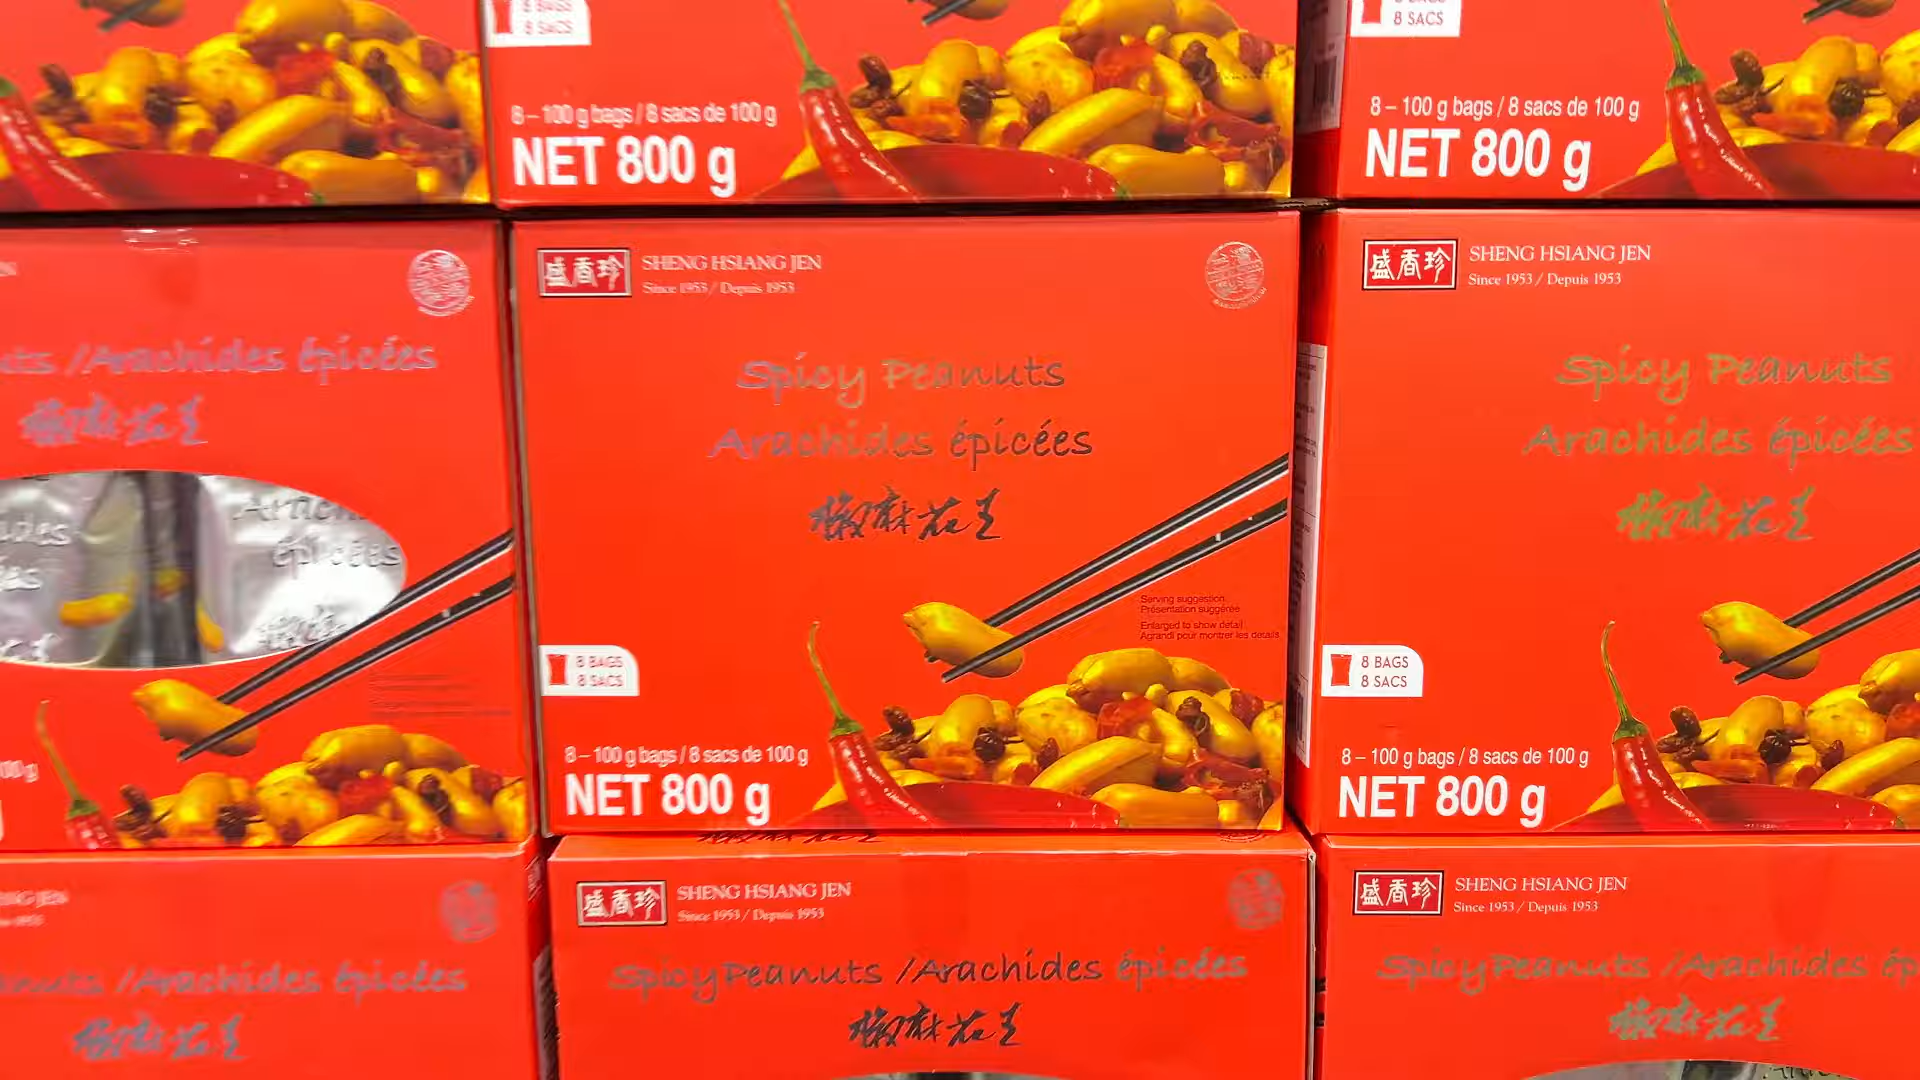 8 BAGS
8 SACS
8 – 100 g bags / 8 sacs de 100 g
NET 800 g
8 SACS
8 – 100 g bags / 8 sacs de 100 g
NET 800 g
/Arachides épicées
椒麻花生
épicées
盛香珍
SHENG HSIANG JEN
Since 1953 / Depuis 1953
Spicy Peanuts
Arachides épicées
椒麻花生
Serving suggestion
Présentation suggérée
Enlarged to show detail
Agrandi pour montrer les détails
8 BAGS
8 SACS
8 – 100 g bags / 8 sacs de 100 g
NET 800 g
盛香珍
SHENG HSIANG JEN
Since 1953 / Depuis 1953
Spicy Peanuts
Arachides épicées
椒麻花生
8 BAGS
8 SACS
8 – 100 g bags / 8 sacs de 100 g
NET 800 g
/Arachides épicées
椒麻花生
盛香珍
SHENG HSIANG JEN
Since 1953 / Depuis 1953
Spicy Peanuts /Arachides épicées
椒麻花生
盛香珍
SHENG HSIANG JEN
Since 1953 / Depuis 1953
Spicy Peanuts /Arachides ép
椒麻花生